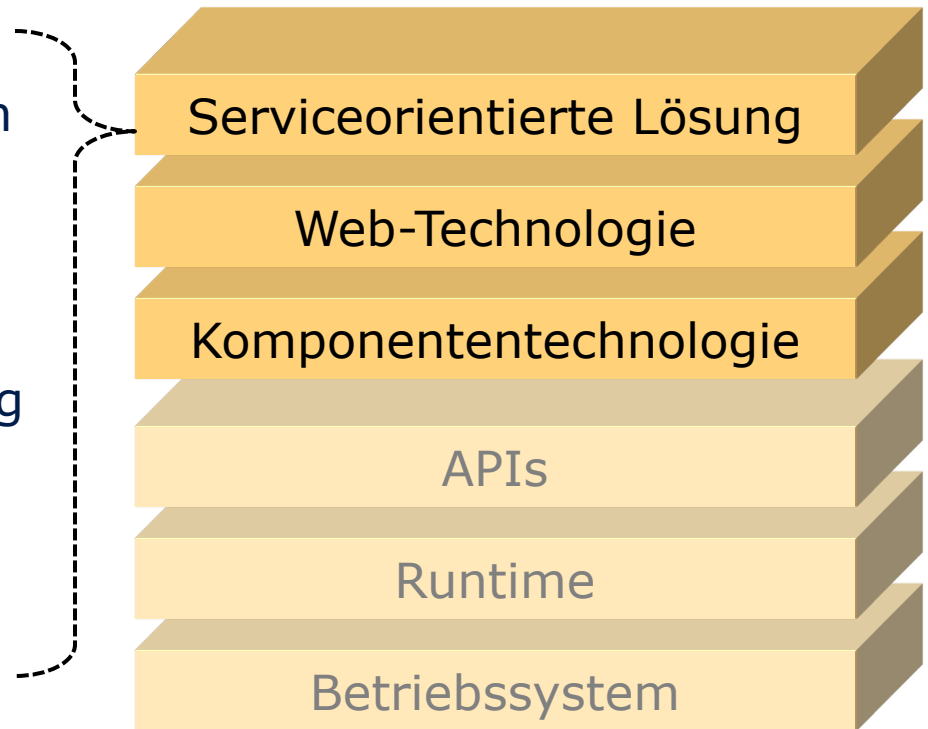 Serviceorientierte Lösung
Web-Technologie
Komponententechnologie
APIs
Runtime
Betriebssystem